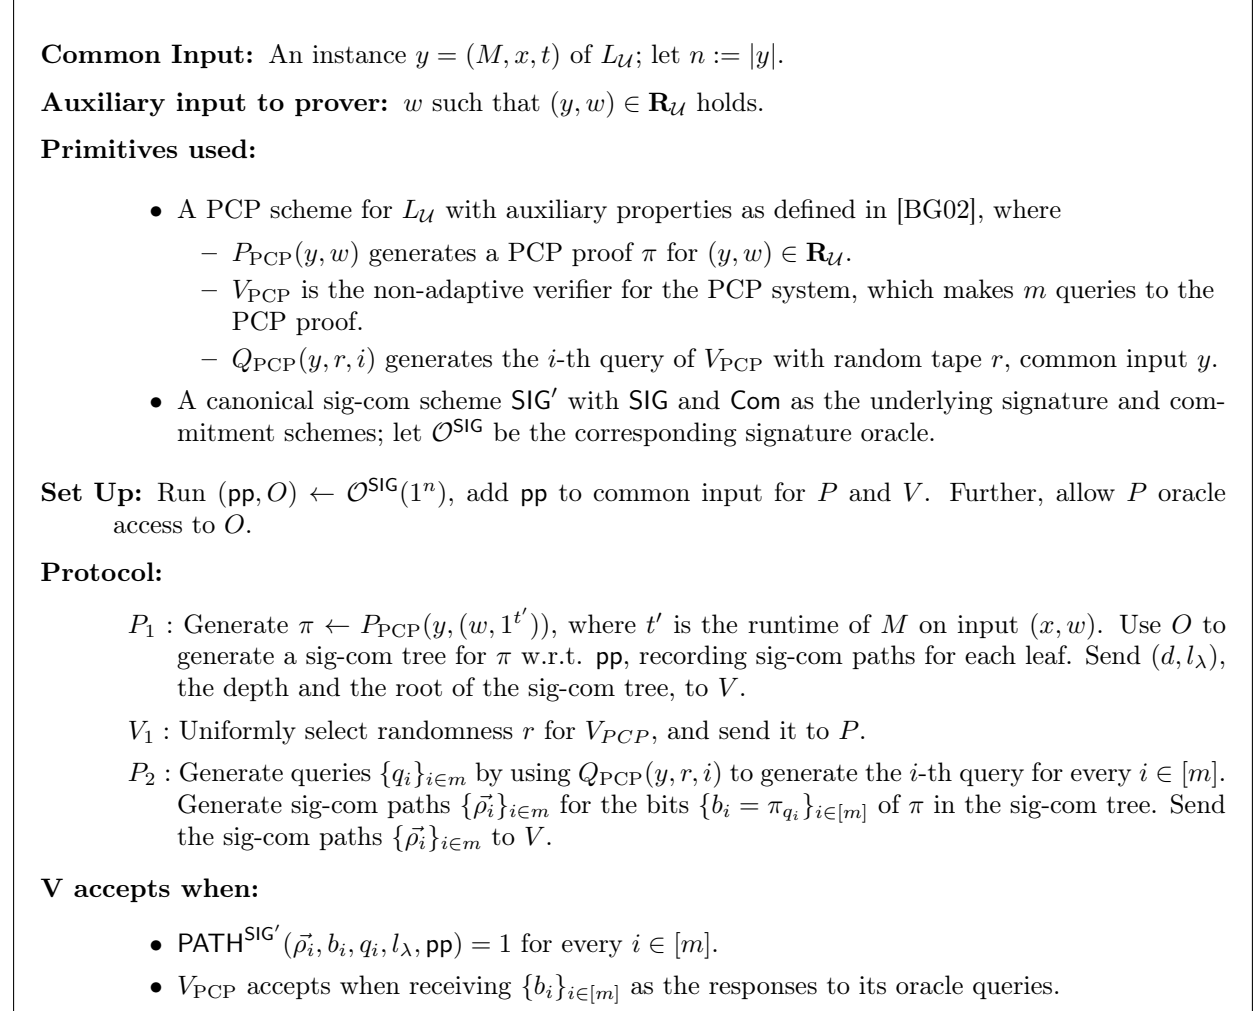 Common Input: An instance y = (M, x, t) of L_𝒰; let n := |y|.
Auxiliary input to prover: w such that (y, w) ∈ R_𝒰 holds.
Primitives used:
• A PCP scheme for L_𝒰 with auxiliary properties as defined in [BG02], where
– P_PCP(y, w) generates a PCP proof π for (y, w) ∈ R_𝒰.
– V_PCP is the non-adaptive verifier for the PCP system, which makes m queries to the
PCP proof.
– Q_PCP(y, r, i) generates the i-th query of V_PCP with random tape r, common input y.
• A canonical sig-com scheme SIG′ with SIG and Com as the underlying signature and com-
mitment schemes; let 𝒪^SIG be the corresponding signature oracle.
Set Up: Run (pp, O) ← 𝒪^SIG(1^n), add pp to common input for P and V. Further, allow P oracle
access to O.
Protocol:
P_1 : Generate π ← P_PCP(y, (w, 1^{t′})), where t′ is the runtime of M on input (x, w). Use O to
generate a sig-com tree for π w.r.t. pp, recording sig-com paths for each leaf. Send (d, l_λ),
the depth and the root of the sig-com tree, to V.
V_1 : Uniformly select randomness r for V_PCP, and send it to P.
P_2 : Generate queries {q_i}_{i∈m} by using Q_PCP(y, r, i) to generate the i-th query for every i ∈ [m].
Generate sig-com paths {ρ⃗_i}_{i∈m} for the bits {b_i = π_{q_i}}_{i∈[m]} of π in the sig-com tree. Send
the sig-com paths {ρ⃗_i}_{i∈m} to V.
V accepts when:
• PATH^{SIG′}(ρ⃗_i, b_i, q_i, l_λ, pp) = 1 for every i ∈ [m].
• V_PCP accepts when receiving {b_i}_{i∈[m]} as the responses to its oracle queries.